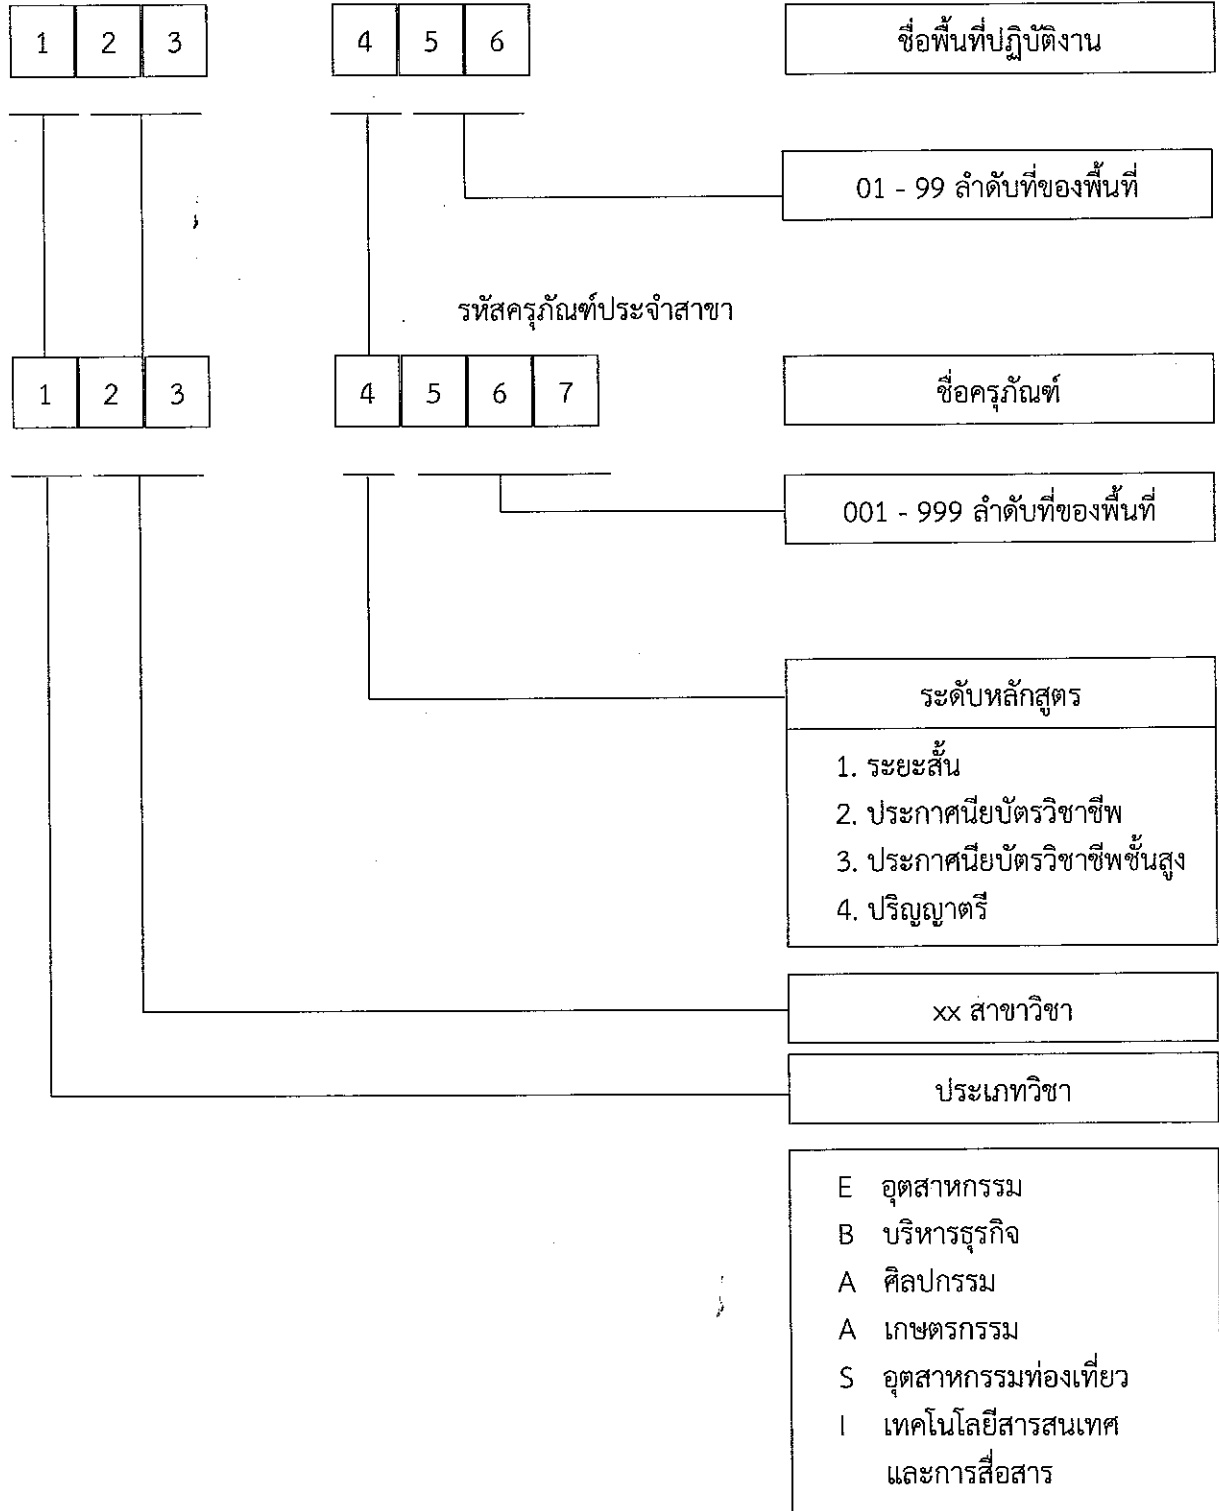 1 2 3 4 5 6 ชื่อพื้นที่ปฏิบัติงาน
01 - 99 ลำดับที่ของพื้นที่
รหัสครุภัณฑ์ประจำสาขา
1 2 3 4 5 6 7 ชื่อครุภัณฑ์
001 - 999 ลำดับที่ของพื้นที่
ระดับหลักสูตร
1. ระยะสั้น
2. ประกาศนียบัตรวิชาชีพ
3. ประกาศนียบัตรวิชาชีพชั้นสูง
4. ปริญญาตรี
xx สาขาวิชา
ประเภทวิชา
E อุตสาหกรรม
B บริหารธุรกิจ
A ศิลปกรรม
A เกษตรกรรม
S อุตสาหกรรมท่องเที่ยว
I เทคโนโลยีสารสนเทศ
และการสื่อสาร